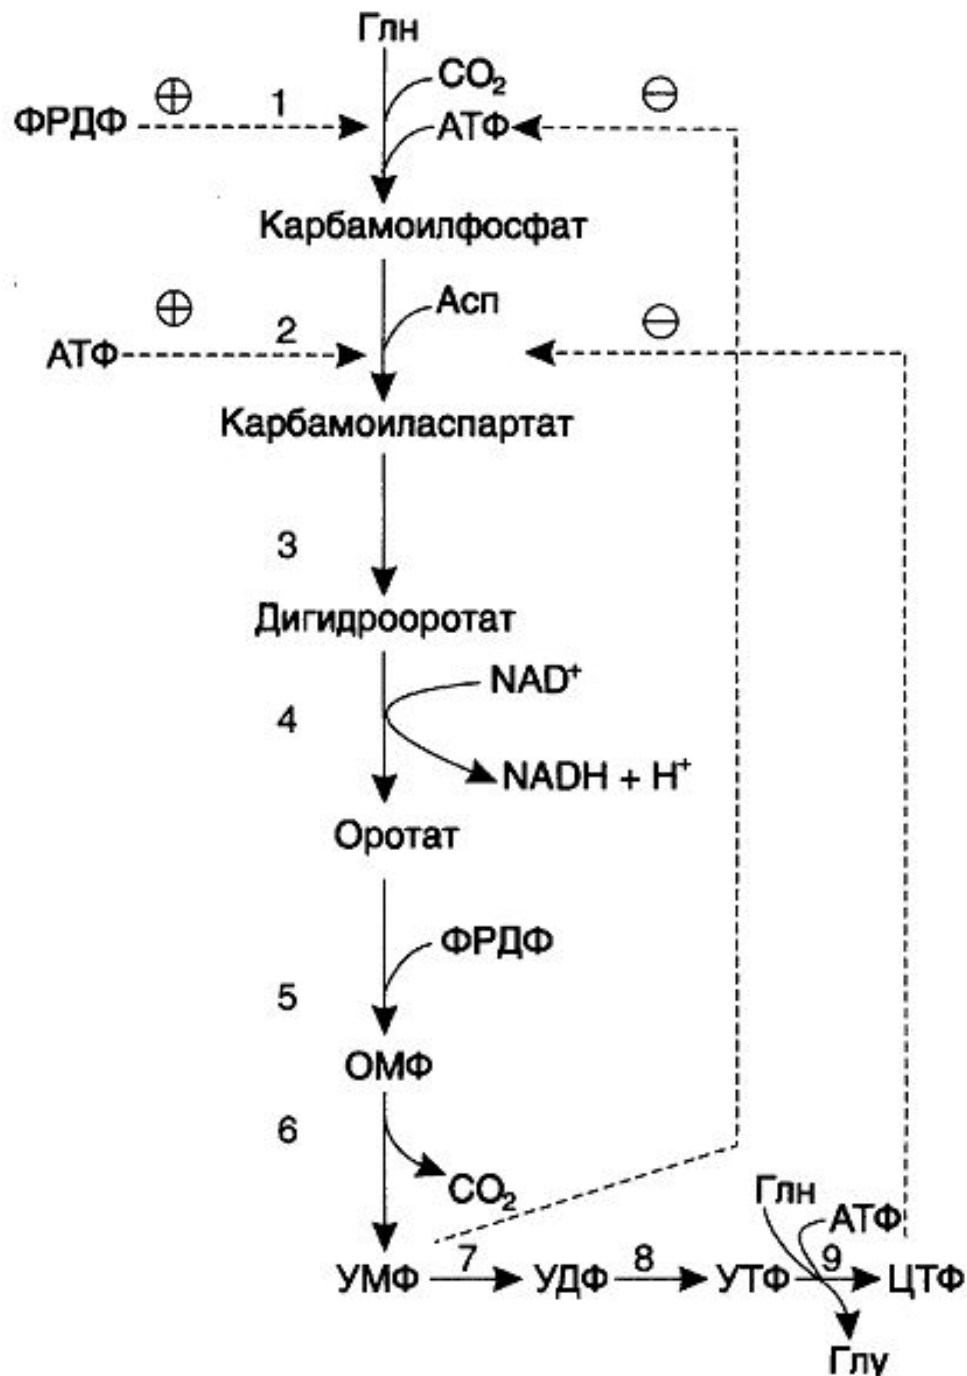 Глн
CO₂
⊕
1
⊖
ФРДФ
АТФ
Карбамоилфосфат
⊕
Асп
⊖
2
АТФ
Карбамоиласпартат
3
Дигидрооротат
NAD⁺
4
NADH + H⁺
Оротат
ФРДФ
5
ОМФ
6
CO₂
Глн
АТФ
7
8
9
УМФ
УДФ
УТФ
ЦТФ
Глу